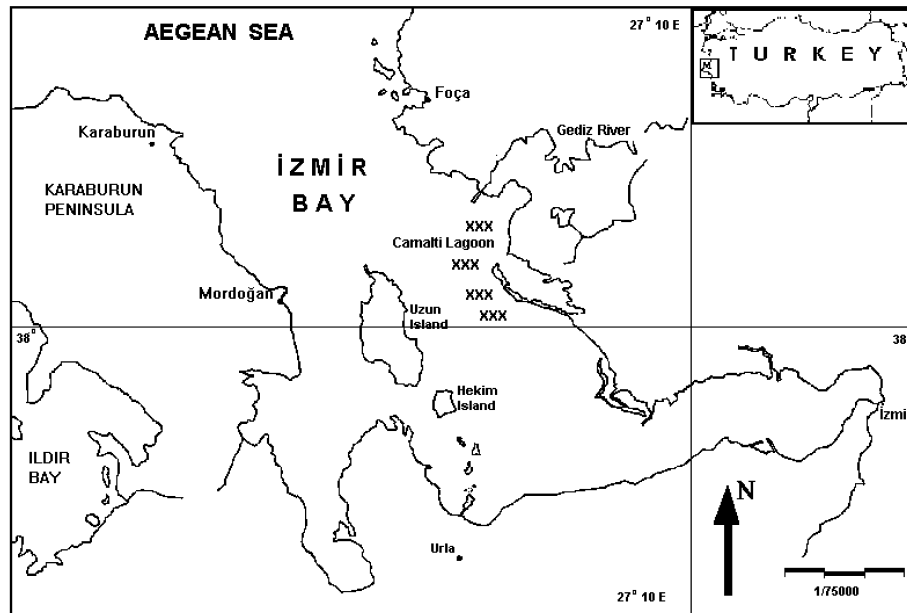 AEGEAN SEA
27° 10 E
TURKEY
M
Foça
Karaburun
Gediz River
İZMİR
BAY
KARABURUN
PENINSULA
XXX
Camalti Lagoon
XXX
Mordoğan
XXX
Uzun
Island
XXX
38°
38
Hekim
Island
İzmi
ILDIR
BAY
N
Urla
27° 10 E
1/75000